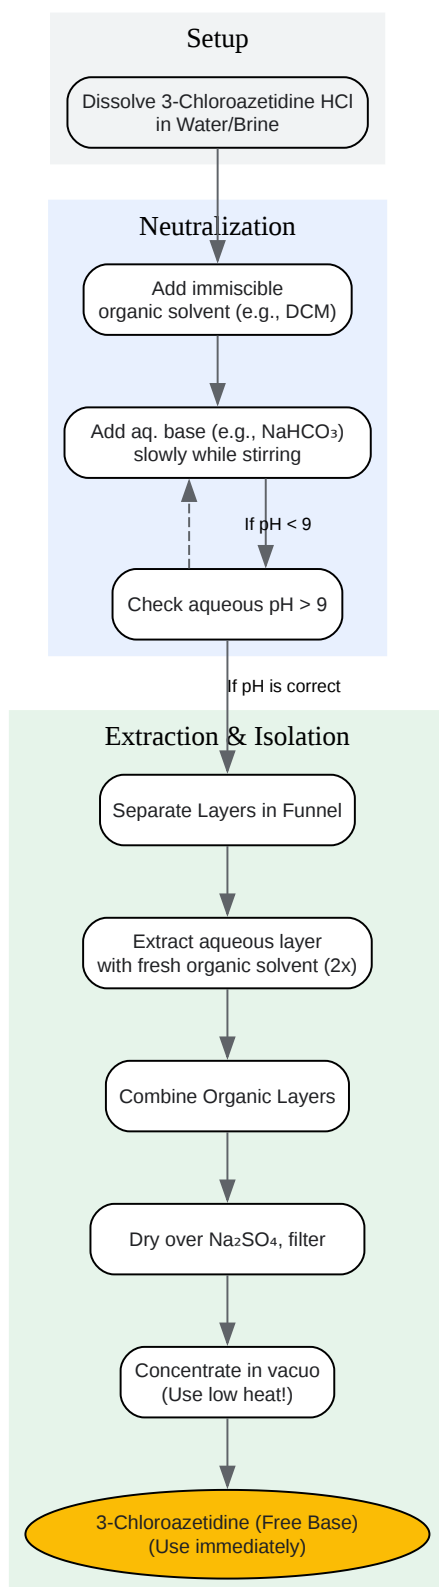 Setup
Dissolve 3-Chloroazetidine HCl
in Water/Brine
Neutralization
Add immiscible
organic solvent (e.g., DCM)
Add aq. base (e.g., NaHCO₃)
slowly while stirring
If pH < 9
Check aqueous pH > 9
If pH is correct
Extraction & Isolation
Separate Layers in Funnel
Extract aqueous layer
with fresh organic solvent (2x)
Combine Organic Layers
Dry over Na₂SO₄, filter
Concentrate in vacuo
(Use low heat!)
3-Chloroazetidine (Free Base)
(Use immediately)